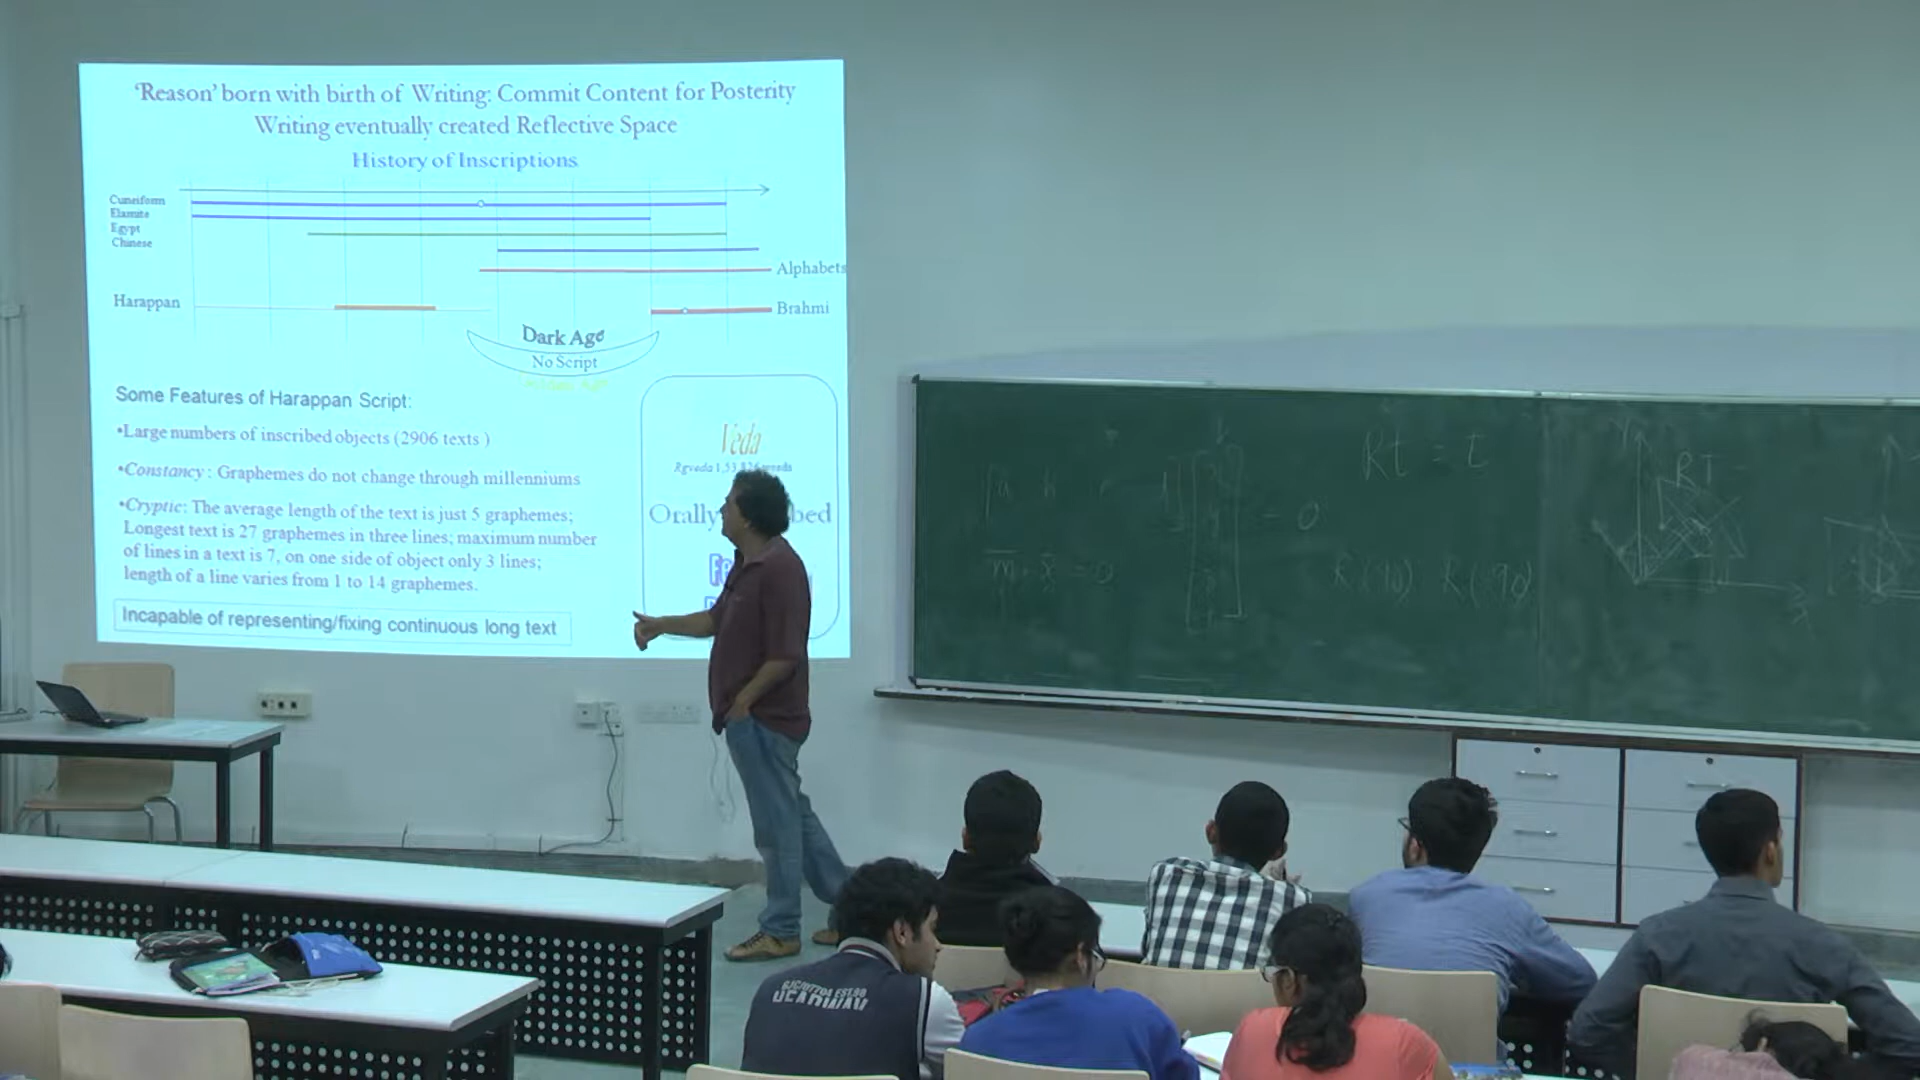 ‘Reason’ born with birth of Writing: Commit Content for Posterity
Writing eventually created Reflective Space
History of Inscriptions
Cuneiform
Elamite
Egypt
Chinese
Alphabets
Harappan
Brahmi
Dark Age
No Script
Some Features of Harappan Script:
•Large numbers of inscribed objects (2906 texts )
•Constancy : Graphemes do not change through millenniums
•Cryptic: The average length of the text is just 5 graphemes;
Longest text is 27 graphemes in three lines; maximum number
of lines in a text is 7, on one side of object only 3 lines;
length of a line varies from 1 to 14 graphemes.
Incapable of representing/fixing continuous long text
Veda
Rgveda
Orally
Rt = t
= 0
R(90) R(-90)
RT